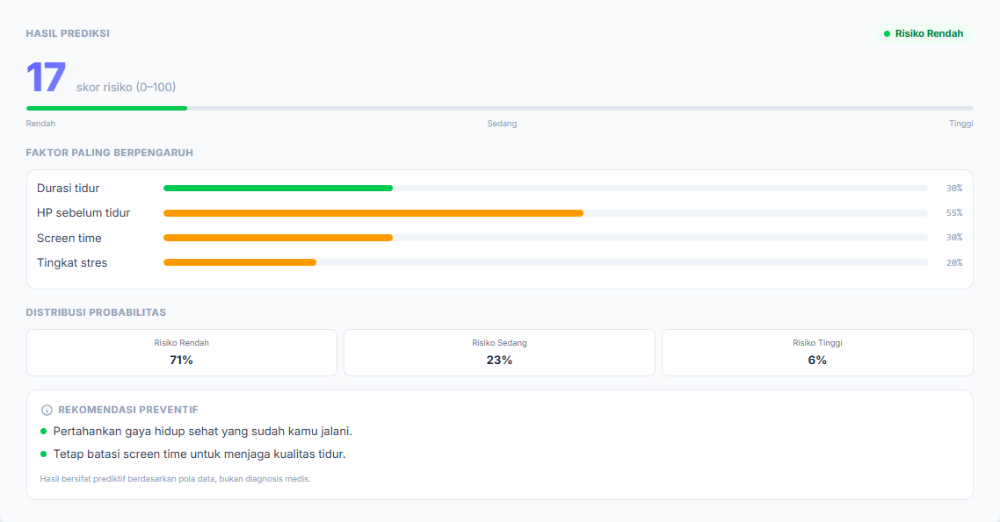 HASIL PREDIKSI
Risiko Rendah
17 skor risiko (0–100)
Rendah Sedang Tinggi
FAKTOR PALING BERPENGARUH
Durasi tidur 30%
HP sebelum tidur 55%
Screen time 30%
Tingkat stres 20%
DISTRIBUSI PROBABILITAS
Risiko Rendah
71%
Risiko Sedang
23%
Risiko Tinggi
6%
REKOMENDASI PREVENTIF
Pertahankan gaya hidup sehat yang sudah kamu jalani.
Tetap batasi screen time untuk menjaga kualitas tidur.
Hasil bersifat prediktif berdasarkan pola data, bukan diagnosis medis.